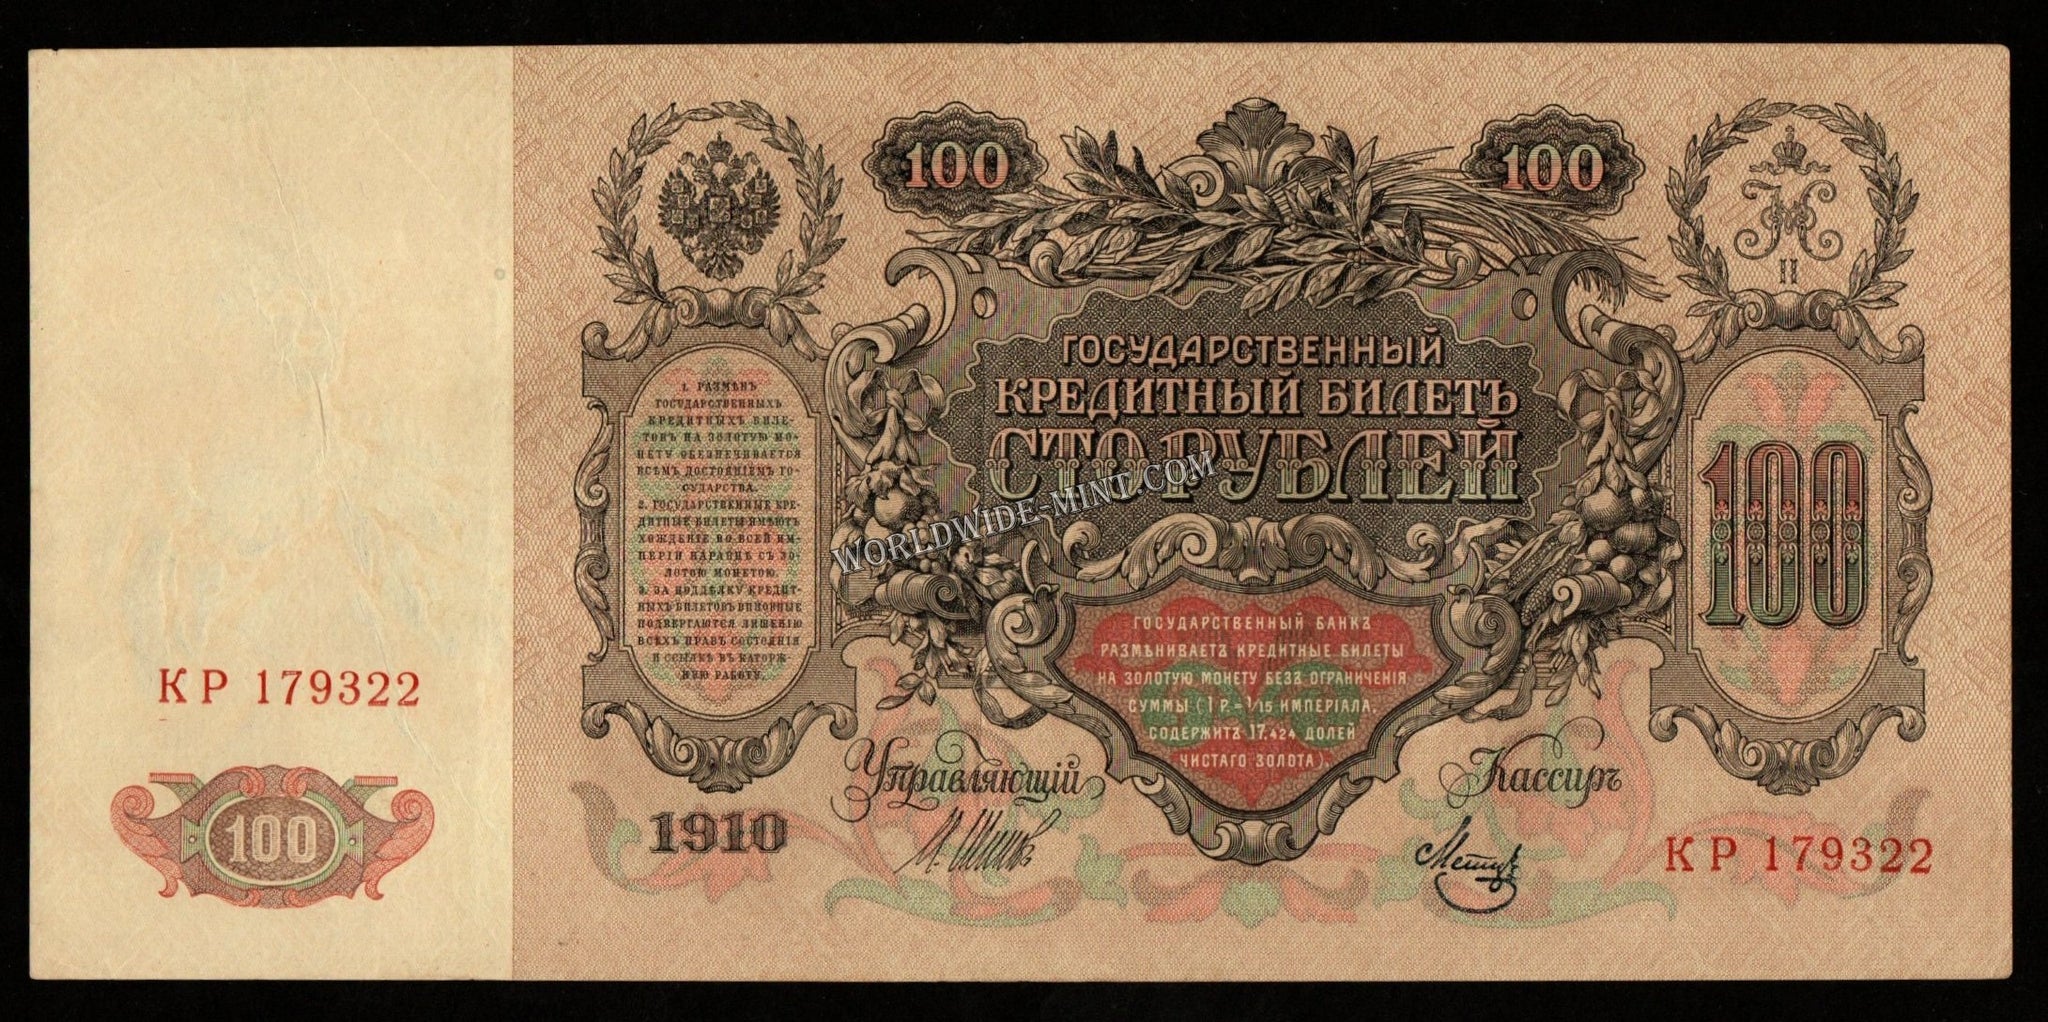 100
100
II
ГОСУДАРСТВЕННЫЙ
КРЕДИТНЫЙ БИЛЕТЪ
СТО РУБЛЕЙ
1. РАЗМѢНЪ
ГОСУДАРСТВЕННЫХЪ
КРЕДИТНЫХЪ БИЛЕ-
ТОВЪ НА ЗОЛОТУЮ МО-
НЕТУ ОБЕЗПЕЧИВАЕТСЯ
ВСѢМЪ ДОСТОЯНІЕМЪ ГО-
СУДАРСТВА.
2. ГОСУДАРСТВЕННЫЕ КРЕ-
ДИТНЫЕ БИЛЕТЫ ИМѢЮТЪ
ХОЖДЕНІЕ ВО ВСЕЙ ИМ-
ПЕРІИ НАРАВНѢ СЪ ЗО-
ЛОТОЮ МОНЕТОЮ.
3. ЗА ПОДДѢЛКУ КРЕДИТ-
НЫХЪ БИЛЕТОВЪ ВИНОВНЫЕ
ПОДВЕРГАЮТСЯ ЛИШЕНІЮ
ВСѢХЪ ПРАВЪ СОСТОЯНІЯ
И ССЫЛКѢ ВЪ КАТОРЖ-
НУЮ РАБОТУ.
100
WORLDWIDE-MINT.COM
ГОСУДАРСТВЕННЫЙ БАНКЪ
РАЗМѢНИВАЕТЪ КРЕДИТНЫЕ БИЛЕТЫ
НА ЗОЛОТУЮ МОНЕТУ БЕЗЪ ОГРАНИЧЕНІЯ
СУММЫ (1 Р.= 1/15 ИМПЕРІАЛА,
СОДЕРЖИТЪ 17.424 ДОЛЕЙ
ЧИСТАГО ЗОЛОТА).
КР 179322
100
Управляющій
Кассиръ
1910
КР 179322